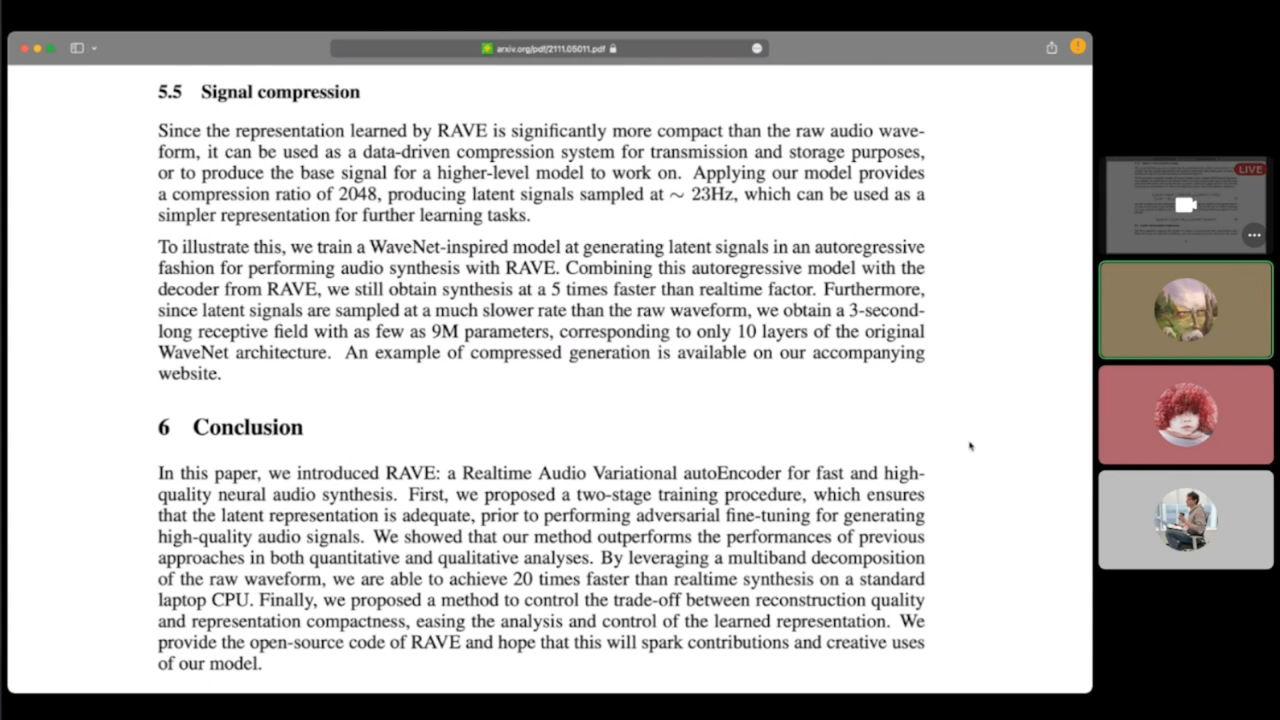 arxiv.org/pdf/2111.05011.pdf
5.5 Signal compression
Since the representation learned by RAVE is significantly more compact than the raw audio wave-
form, it can be used as a data-driven compression system for transmission and storage purposes,
or to produce the base signal for a higher-level model to work on. Applying our model provides
a compression ratio of 2048, producing latent signals sampled at ∼ 23Hz, which can be used as a
simpler representation for further learning tasks.
To illustrate this, we train a WaveNet-inspired model at generating latent signals in an autoregressive
fashion for performing audio synthesis with RAVE. Combining this autoregressive model with the
decoder from RAVE, we still obtain synthesis at a 5 times faster than realtime factor. Furthermore,
since latent signals are sampled at a much slower rate than the raw waveform, we obtain a 3-second-
long receptive field with as few as 9M parameters, corresponding to only 10 layers of the original
WaveNet architecture. An example of compressed generation is available on our accompanying
website.
6 Conclusion
In this paper, we introduced RAVE: a Realtime Audio Variational autoEncoder for fast and high-
quality neural audio synthesis. First, we proposed a two-stage training procedure, which ensures
that the latent representation is adequate, prior to performing adversarial fine-tuning for generating
high-quality audio signals. We showed that our method outperforms the performances of previous
approaches in both quantitative and qualitative analyses. By leveraging a multiband decomposition
of the raw waveform, we are able to achieve 20 times faster than realtime synthesis on a standard
laptop CPU. Finally, we proposed a method to control the trade-off between reconstruction quality
and representation compactness, easing the analysis and control of the learned representation. We
provide the open-source code of RAVE and hope that this will spark contributions and creative uses
of our model.
LIVE